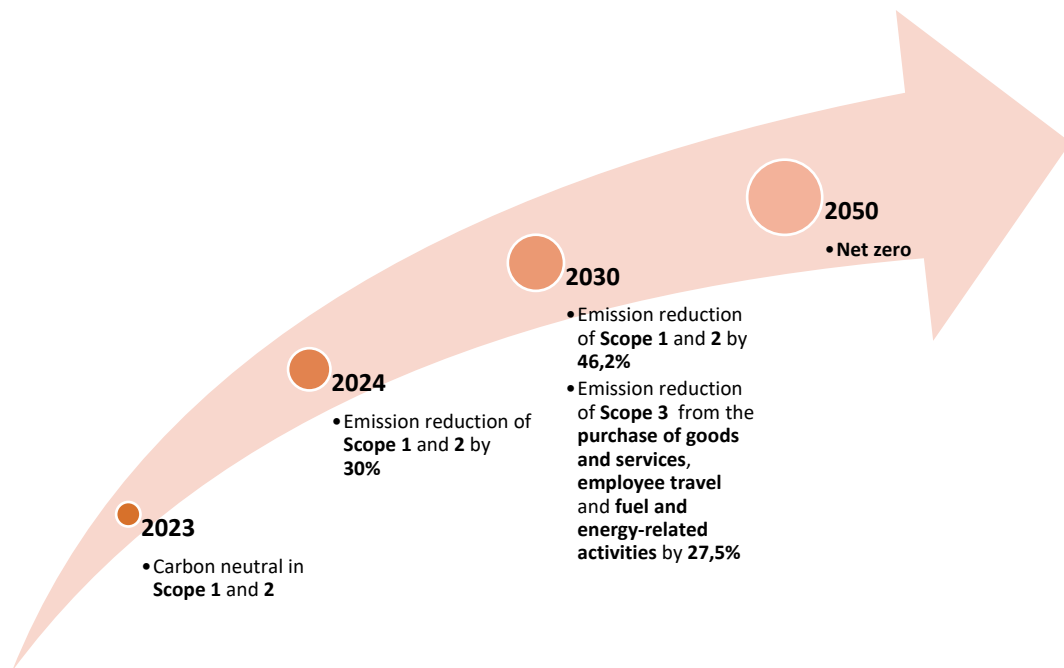 2023
•Carbon neutral in
Scope 1 and 2
2024
•Emission reduction of
Scope 1 and 2 by
30%
2030
•Emission reduction
of Scope 1 and 2 by
46,2%
•Emission reduction
of Scope 3 from the
purchase of goods
and services,
employee travel
and fuel and
energy-related
activities by 27,5%
2050
•Net zero